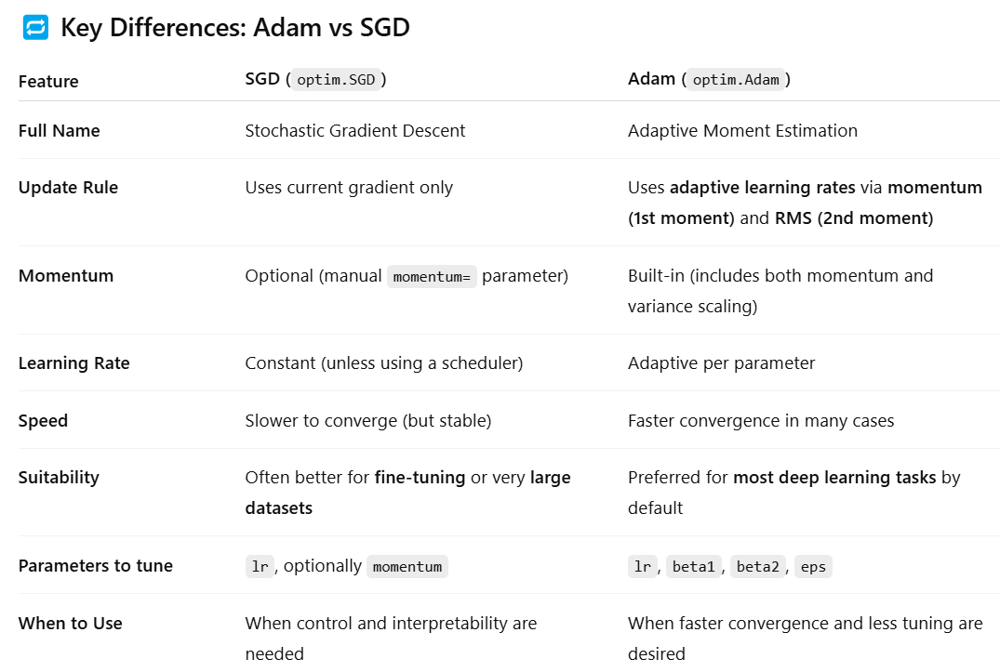 Key Differences: Adam vs SGD
Feature SGD (optim.SGD) Adam (optim.Adam)
Full Name Stochastic Gradient Descent Adaptive Moment Estimation
Update Rule Uses current gradient only Uses adaptive learning rates via momentum
(1st moment) and RMS (2nd moment)
Momentum Optional (manual momentum= parameter) Built-in (includes both momentum and
variance scaling)
Learning Rate Constant (unless using a scheduler) Adaptive per parameter
Speed Slower to converge (but stable) Faster convergence in many cases
Suitability Often better for fine-tuning or very large Preferred for most deep learning tasks by
datasets default
Parameters to tune lr, optionally momentum lr, beta1, beta2, eps
When to Use When control and interpretability are When faster convergence and less tuning are
needed desired